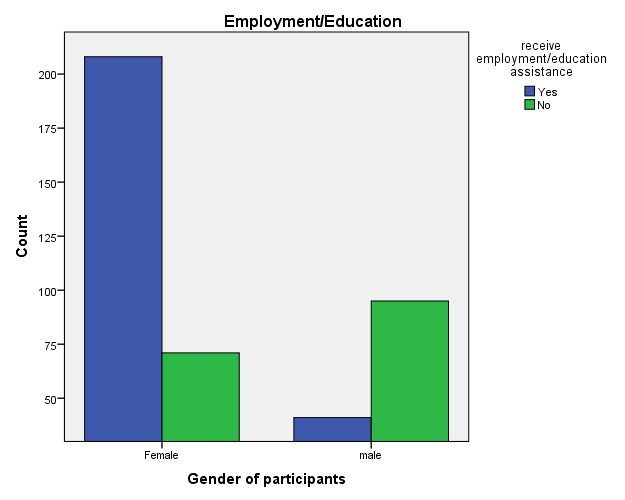 Employment/Education
receive
employment/education
assistance
Yes
No
200
175
150
125
100
75
50
Count
Female
male
Gender of participants